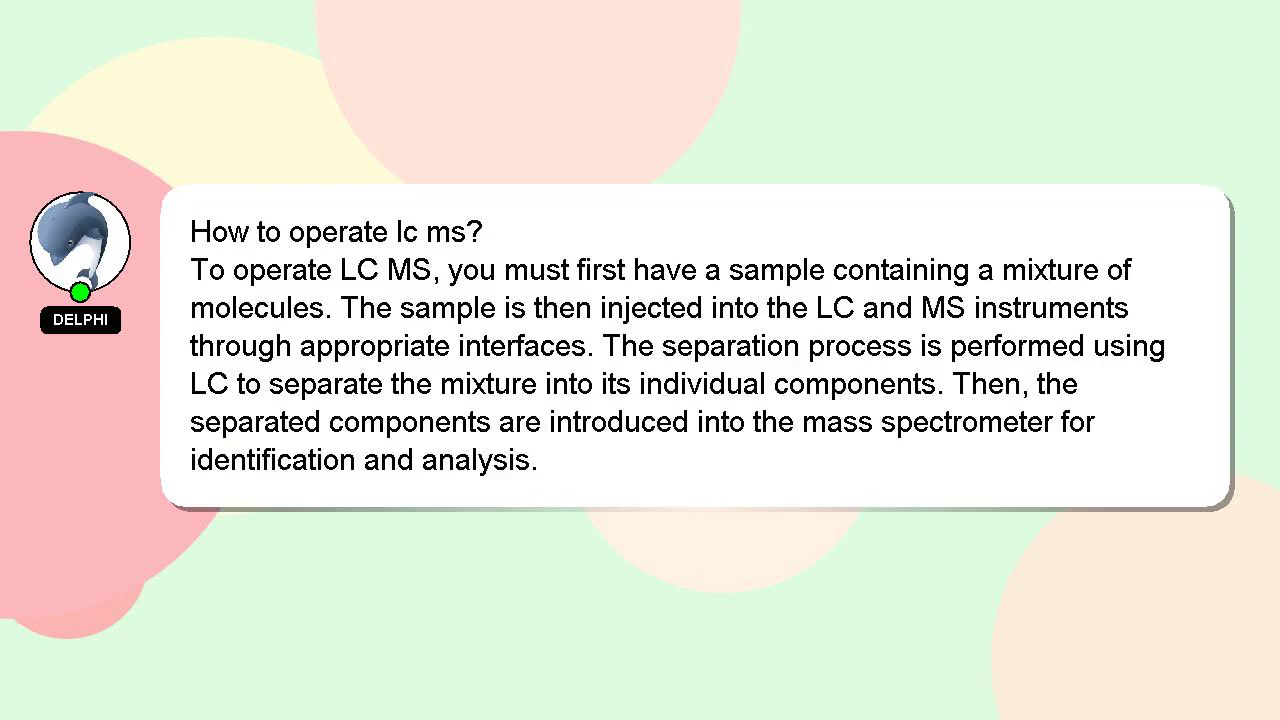 How to operate lc ms?
To operate LC MS, you must first have a sample containing a mixture of
molecules. The sample is then injected into the LC and MS instruments
through appropriate interfaces. The separation process is performed using
LC to separate the mixture into its individual components. Then, the
separated components are introduced into the mass spectrometer for
identification and analysis.
DELPHI